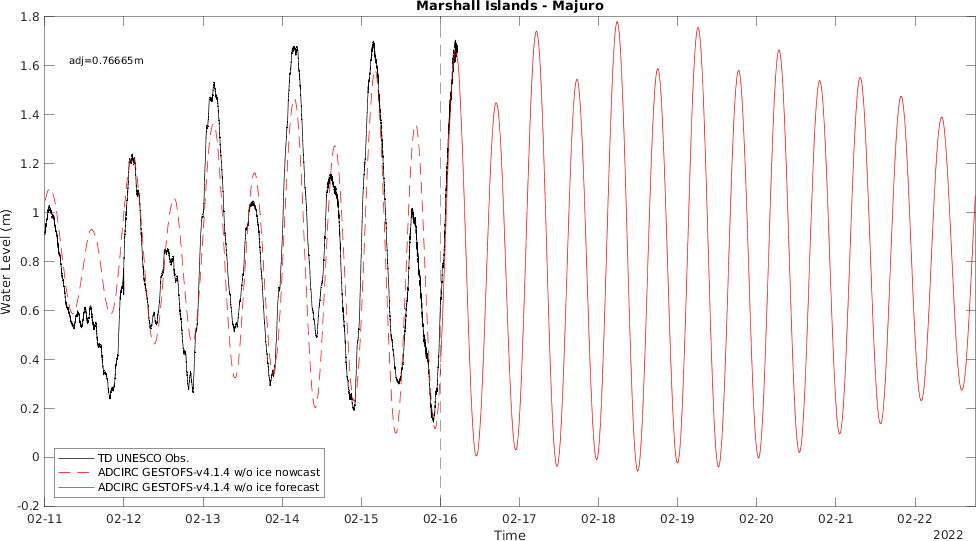 Marshall Islands - Majuro
adj=0.76665m
Water Level (m)
1.8
1.6
1.4
1.2
1
0.8
0.6
0.4
0.2
0
-0.2
TD UNESCO Obs.
ADCIRC GESTOFS-v4.1.4 w/o ice nowcast
ADCIRC GESTOFS-v4.1.4 w/o ice forecast
02-11 02-12 02-13 02-14 02-15 02-16 02-17 02-18 02-19 02-20 02-21 02-22
Time
2022